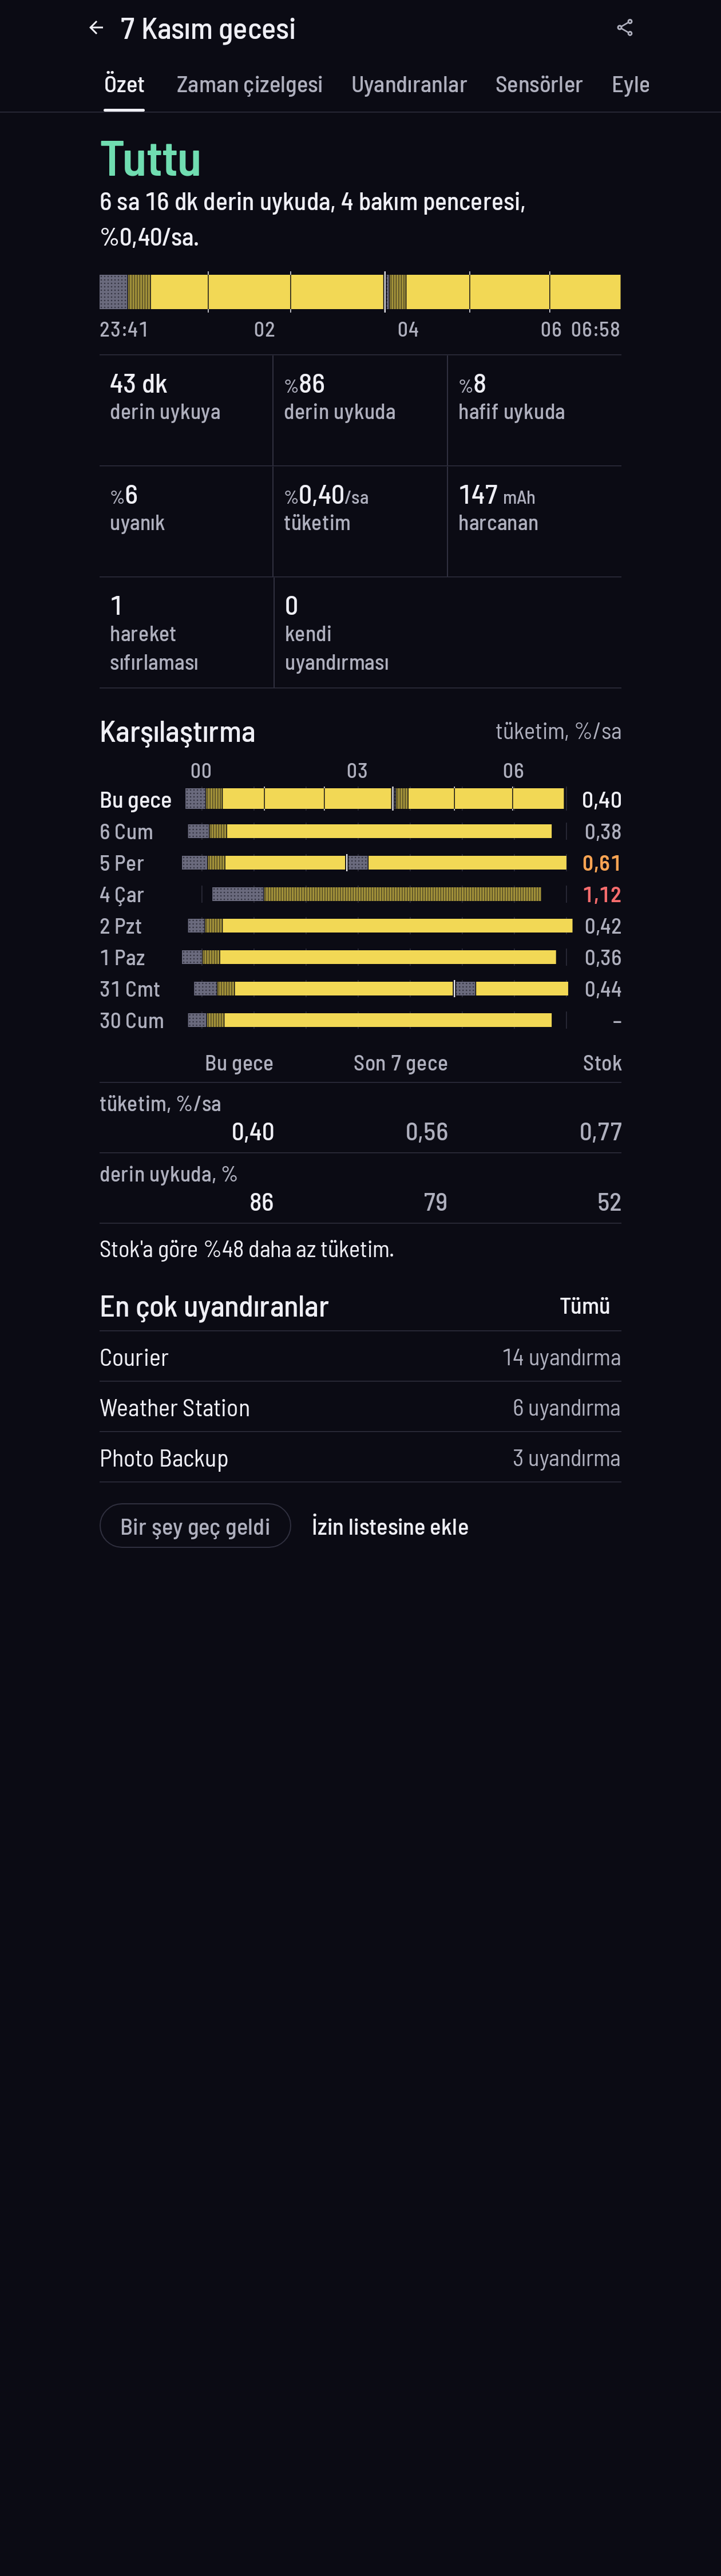 7 Kasım gecesi
Özet Zaman çizelgesi Uyandıranlar Sensörler Eyle
Tuttu
6 sa 16 dk derin uykuda, 4 bakım penceresi,
%0,40/sa.
23:41 02 04 06 06:58
43 dk %86 %8
derin uykuya derin uykuda hafif uykuda
%6 %0,40/sa 147 mAh
uyanık tüketim harcanan
1 0
hareket kendi
sıfırlaması uyandırması
Karşılaştırma tüketim, %/sa
00 03 06
Bu gece 0,40
6 Cum 0,38
5 Per 0,61
4 Çar 1,12
2 Pzt 0,42
1 Paz 0,36
31 Cmt 0,44
30 Cum –
Bu gece Son 7 gece Stok
tüketim, %/sa
0,40 0,56 0,77
derin uykuda, %
86 79 52
Stok'a göre %48 daha az tüketim.
En çok uyandıranlar Tümü
Courier 14 uyandırma
Weather Station 6 uyandırma
Photo Backup 3 uyandırma
Bir şey geç geldi İzin listesine ekle